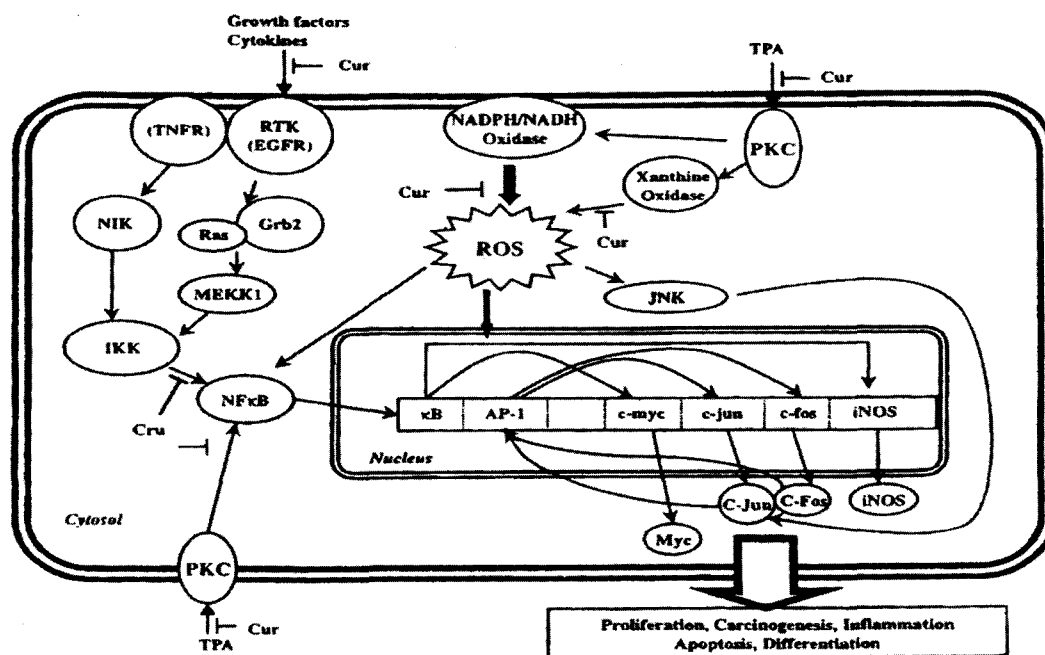 Growth factors
Cytokines
Cur
TPA
Cur
(TNFR)
RTK
(EGFR)
NADPH/NADH
Oxidase
PKC
Xanthine
Oxidase
Cur
Cur
NIK
Ras
Grb2
ROS
MEKK1
JNK
IKK
NFκB
κB
AP-1
c-myc
c-jun
c-fos
iNOS
Cru
Nucleus
C-Jun
C-Fos
iNOS
Cytosol
Myc
PKC
Cur
TPA
Proliferation, Carcinogenesis, Inflammation
Apoptosis, Differentiation